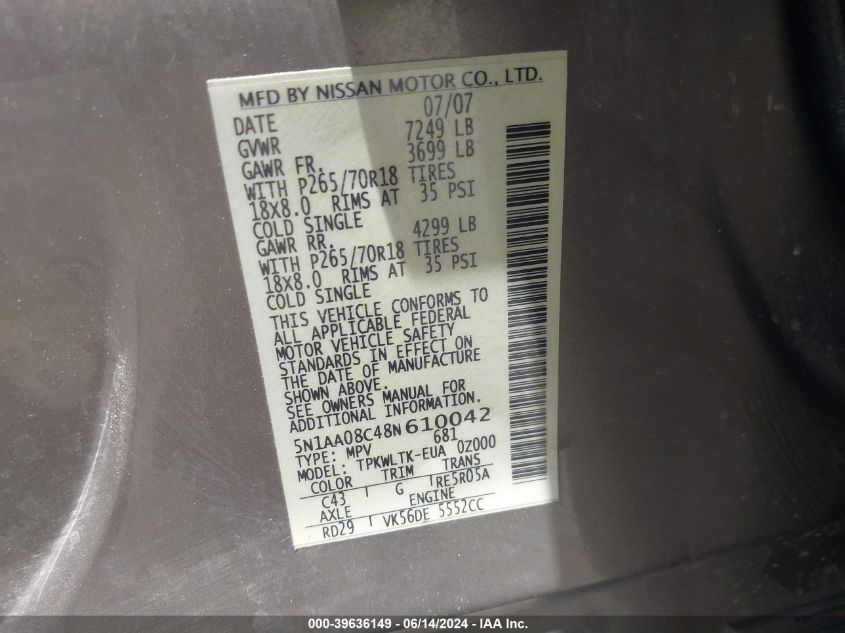 MFD BY NISSAN MOTOR CO., LTD.
DATE 07/07
GVWR 7249 LB
GAWR FR. 3699 LB
WITH P265/70R18 TIRES
18X8.0 RIMS AT 35 PSI
COLD SINGLE
GAWR RR. 4299 LB
WITH P265/70R18 TIRES
18X8.0 RIMS AT 35 PSI
COLD SINGLE
THIS VEHICLE CONFORMS TO
ALL APPLICABLE FEDERAL
MOTOR VEHICLE SAFETY
STANDARDS IN EFFECT ON
THE DATE OF MANUFACTURE
SHOWN ABOVE.
SEE OWNERS MANUAL FOR
ADDITIONAL INFORMATION.
5N1AA08C48N610042
TYPE: MPV 681
MODEL: TPKWLTK-EUA 0Z000
COLOR TRIM TRANS
C43 G RE5R05A
AXLE ENGINE
RD29 VK56DE 5552CC
000-39636149 - 06/14/2024 - IAA Inc.